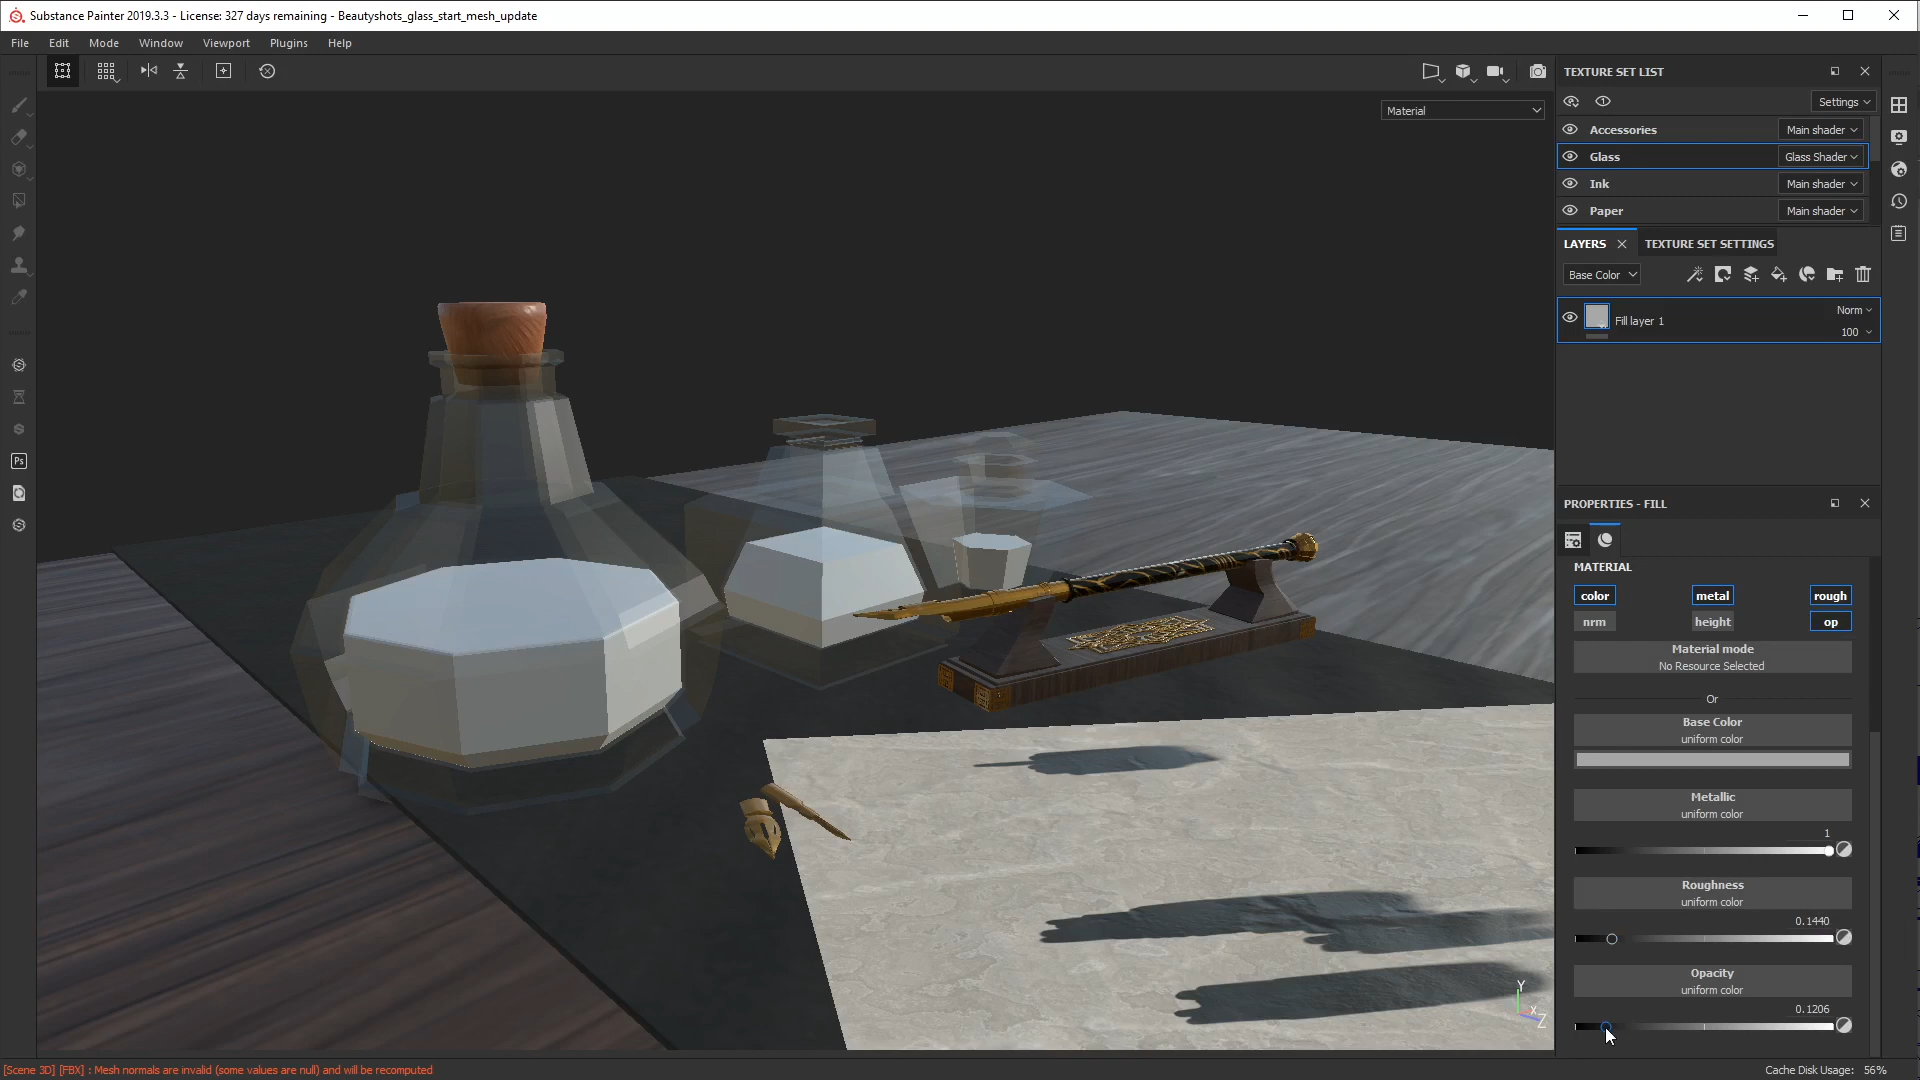 Substance Painter 2019.3.3 - License: 327 days remaining - Beautyshots_glass_start_mesh_update
File Edit Mode Window Viewport Plugins Help
Material
TEXTURE SET LIST
Settings
Accessories Main shader
Glass Glass Shader
Ink Main shader
Paper Main shader
LAYERS TEXTURE SET SETTINGS
Base Color
Norm
Fill layer 1
100
Ps
PROPERTIES - FILL
MATERIAL
color metal rough
nrm height op
Material mode
No Resource Selected
Or
Base Color
uniform color
Metallic
uniform color
1
Roughness
uniform color
0.1440
Opacity
uniform color
0.1206
Y
X
Z
[Scene 3D] [FBX] : Mesh normals are invalid (some values are null) and will be recomputed
Cache Disk Usage: 56%